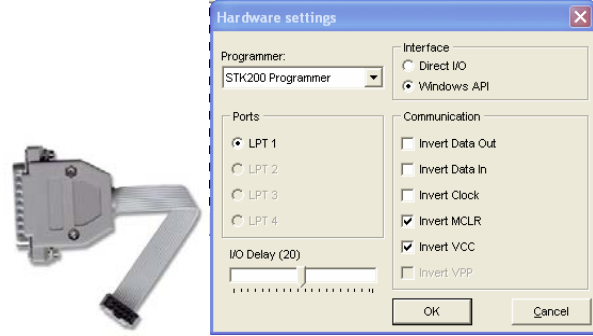 Hardware settings
Programmer:
STK200 Programmer
Interface
Direct I/O
Windows API
Ports
LPT 1
LPT 2
LPT 3
LPT 4
Communication
Invert Data Out
Invert Data In
Invert Clock
Invert MCLR
Invert VCC
Invert VPP
I/O Delay (20)
OK
Cancel